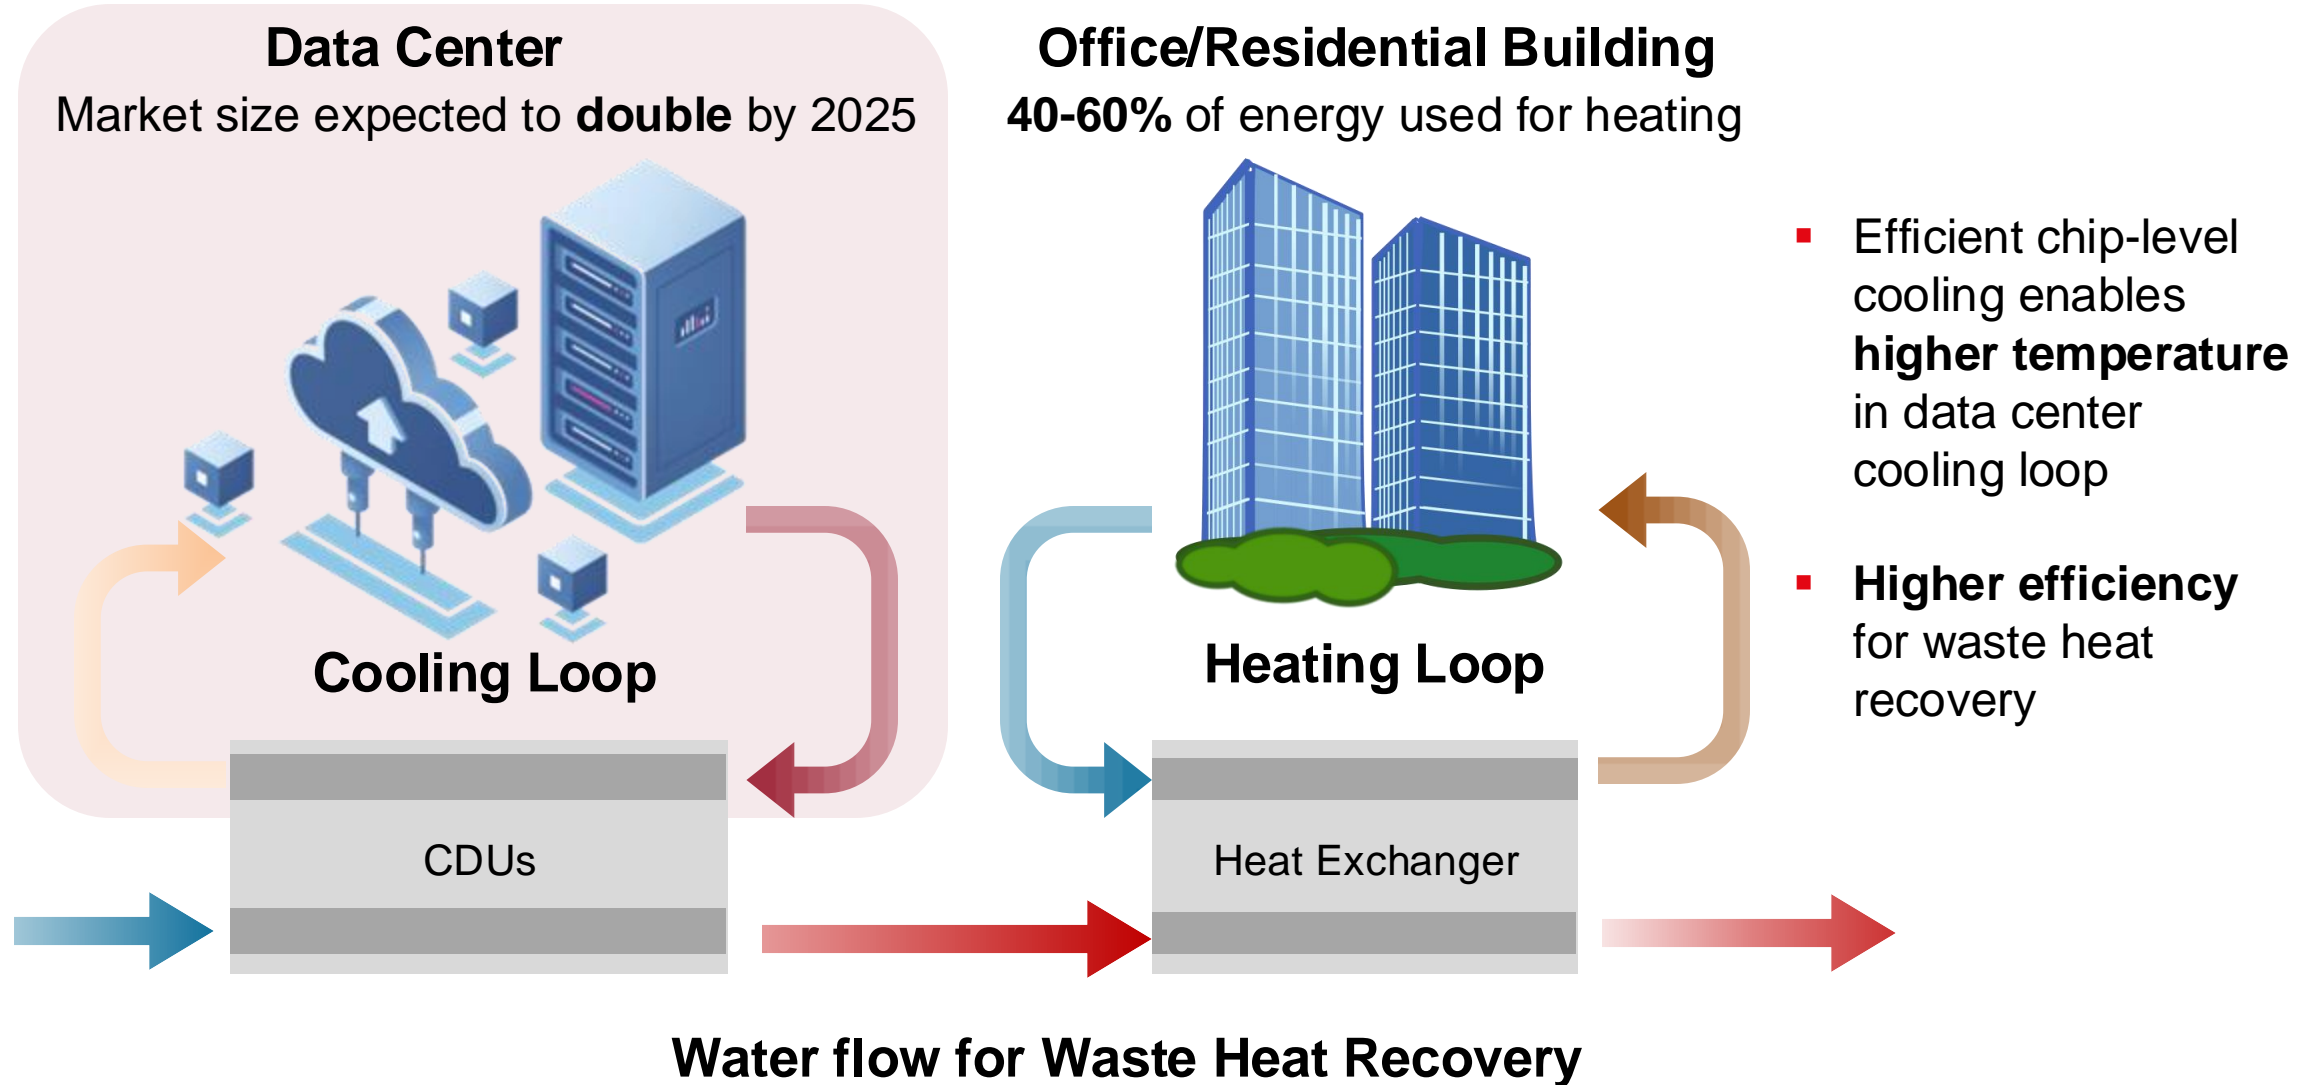 Data Center
Market size expected to double by 2025
Office/Residential Building
40-60% of energy used for heating
Efficient chip-level
cooling enables
higher temperature
in data center
cooling loop
Higher efficiency
for waste heat
recovery
Cooling Loop
Heating Loop
CDUs
Heat Exchanger
Water flow for Waste Heat Recovery